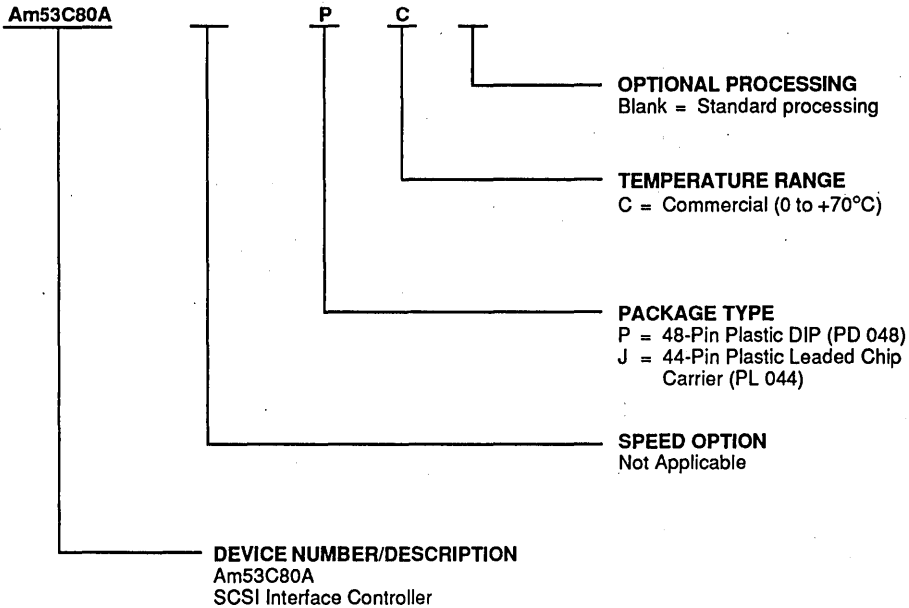 Am53C80A P C
OPTIONAL PROCESSING
Blank = Standard processing
TEMPERATURE RANGE
C = Commercial (0 to +70°C)
PACKAGE TYPE
P = 48-Pin Plastic DIP (PD 048)
J = 44-Pin Plastic Leaded Chip
Carrier (PL 044)
SPEED OPTION
Not Applicable
DEVICE NUMBER/DESCRIPTION
Am53C80A
SCSI Interface Controller